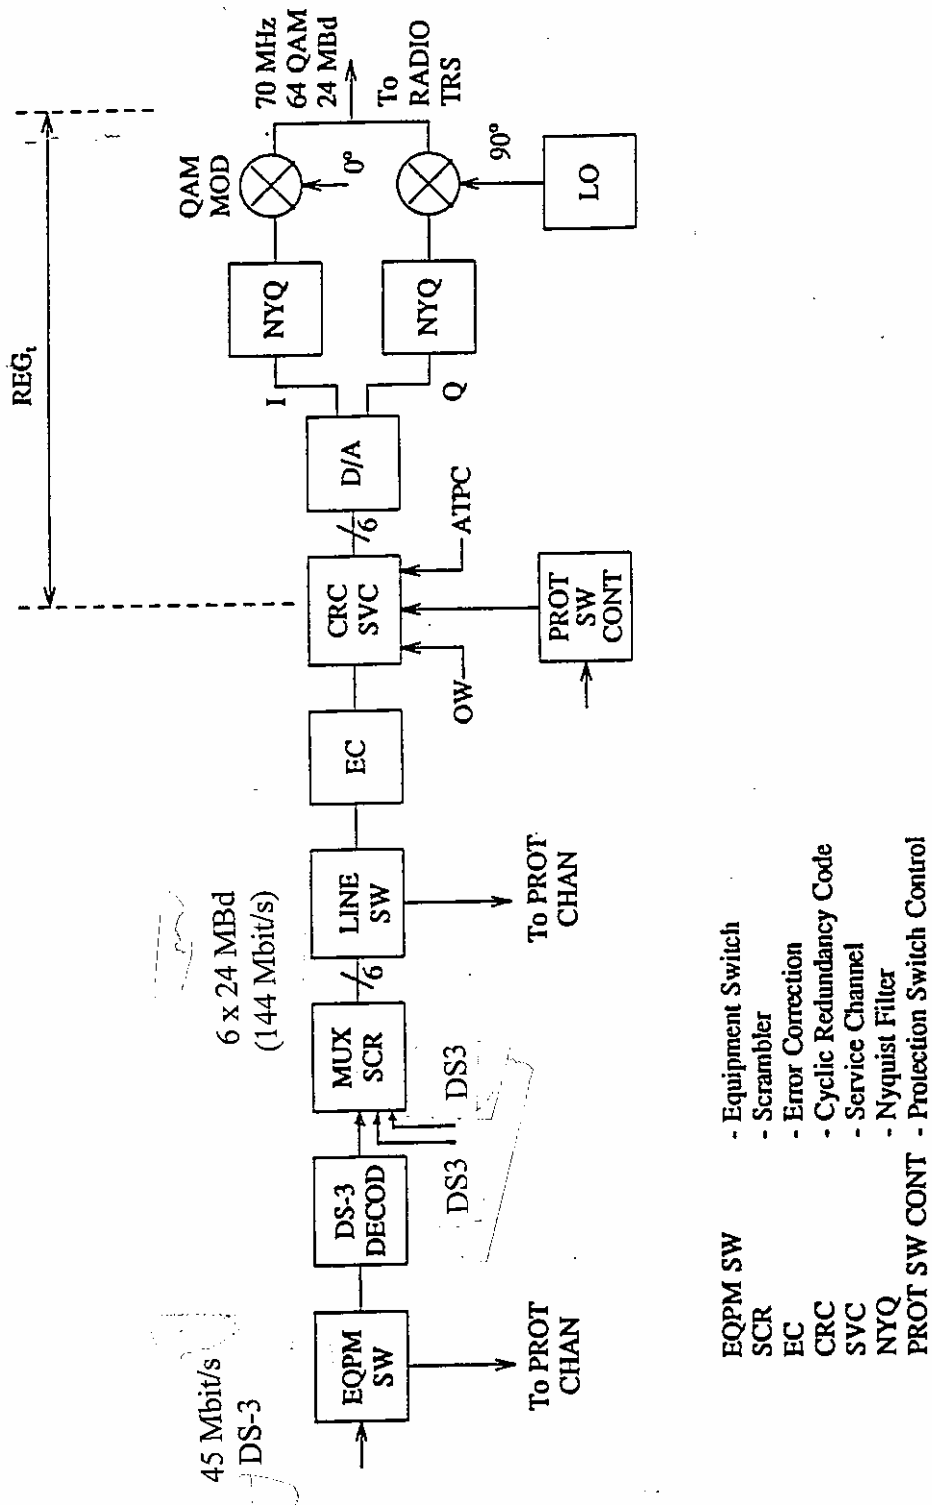 REGt
70 MHz
64 QAM
24 MBd
To
RADIO
TRS
QAM
MOD
0°
90°
LO
NYQ
NYQ
I
Q
D/A
6
ATPC
CRC
SVC
OW
PROT
SW
CONT
EC
6 x 24 MBd
(144 Mbit/s)
LINE
SW
To PROT
CHAN
6
MUX
SCR
DS3
DS3
DS-3
DECOD
45 Mbit/s
DS-3
EQPM
SW
To PROT
CHAN
EQPM SW - Equipment Switch
SCR - Scrambler
EC - Error Correction
CRC - Cyclic Redundancy Code
SVC - Service Channel
NYQ - Nyquist Filter
PROT SW CONT - Protection Switch Control